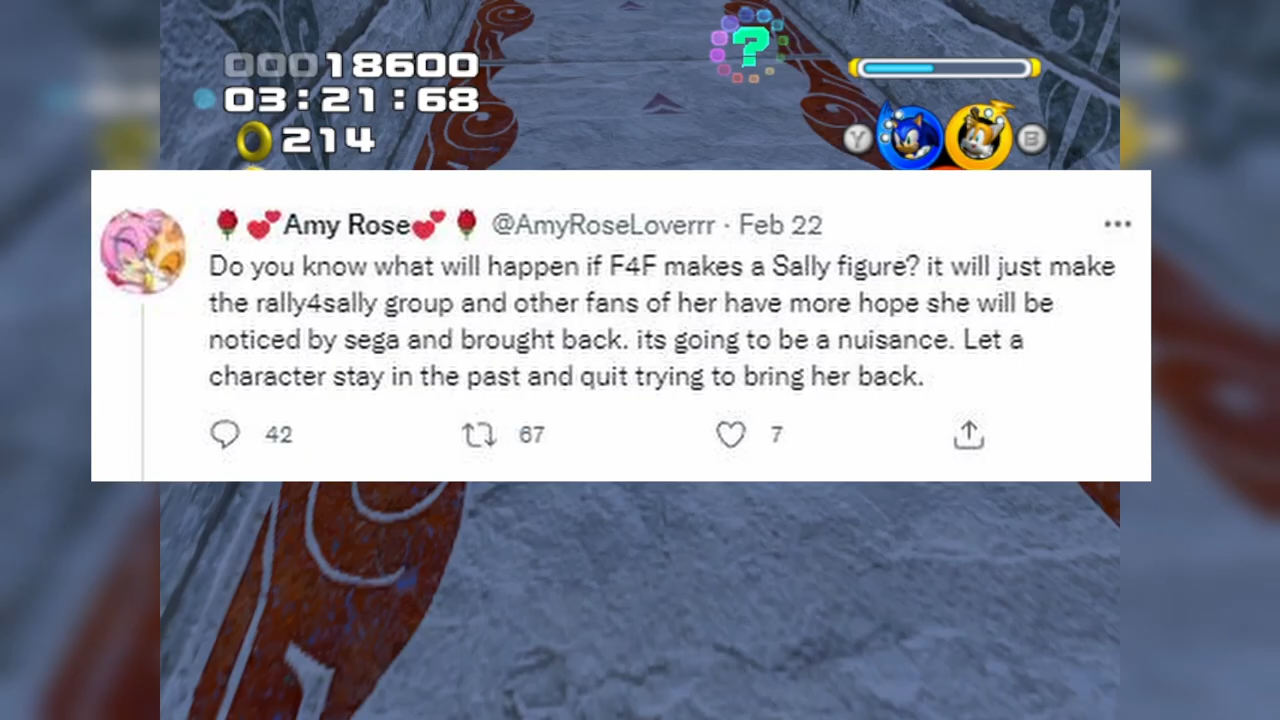 00018600
03:21:68
214
?
Y
B
🌹💕Amy Rose💕🌹 @AmyRoseLoverrr · Feb 22
Do you know what will happen if F4F makes a Sally figure? it will just make
the rally4sally group and other fans of her have more hope she will be
noticed by sega and brought back. its going to be a nuisance. Let a
character stay in the past and quit trying to bring her back.
42 67 7